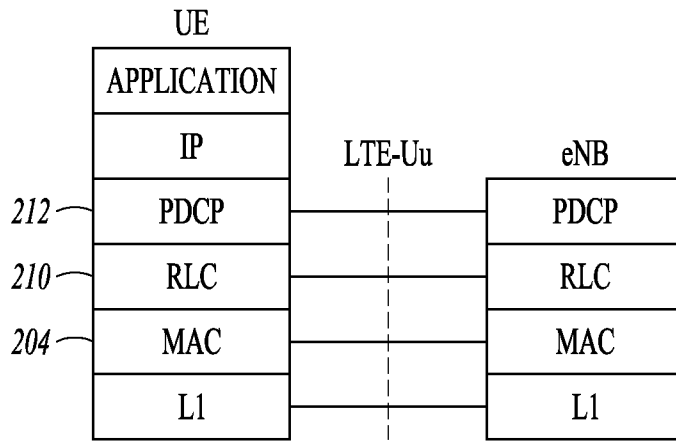 UE
APPLICATION
IP
LTE-Uu
eNB
212
PDCP
PDCP
210
RLC
RLC
204
MAC
MAC
L1
L1